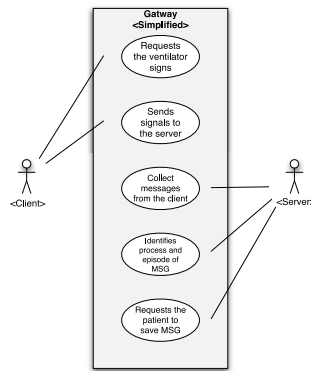 Gatway
<Simplified>
Requests
the ventilator
signs
Sends
signals to
the server
<Client>
Collect
messages
from the client
<Server:
Identifies
process and
episode of
MSG
Requests the
patient to
save MSG